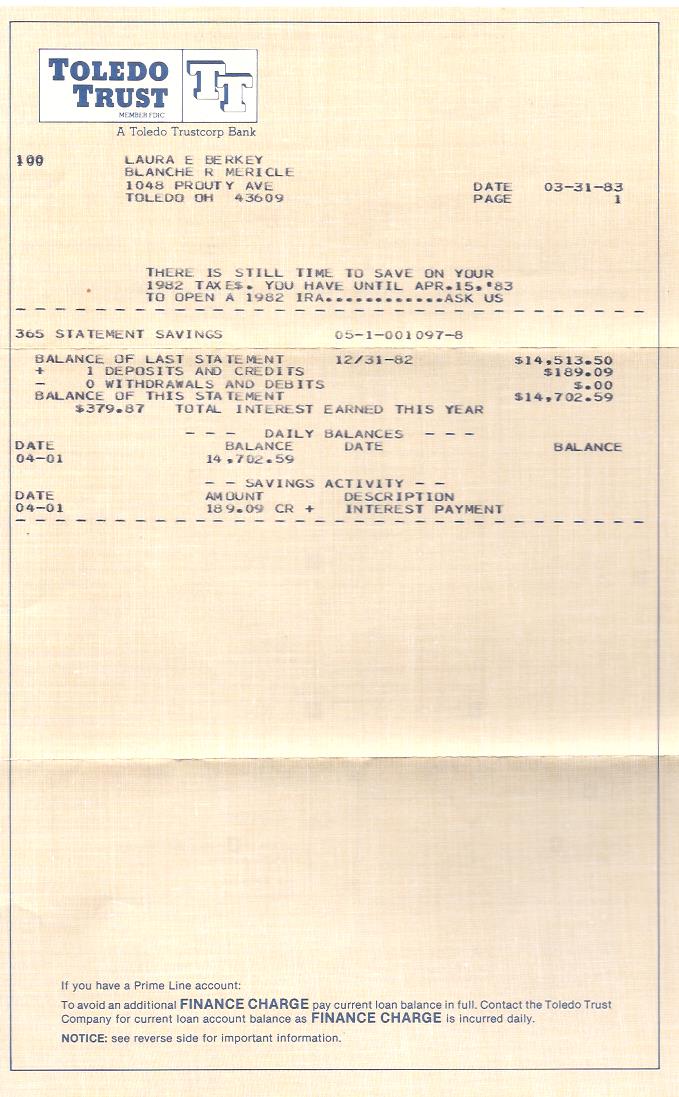 TOLEDO
TRUST
MEMBER FDIC
TT
A Toledo Trustcorp Bank
100 LAURA E BERKEY
BLANCHE R MERICLE
1048 PROUTY AVE DATE 03-31-83
TOLEDO OH 43609 PAGE 1
THERE IS STILL TIME TO SAVE ON YOUR
1982 TAXES. YOU HAVE UNTIL APR.15,'83
TO OPEN A 1982 IRA............ASK US
365 STATEMENT SAVINGS 05-1-001097-8
BALANCE OF LAST STATEMENT 12/31-82 $14,513.50
+ 1 DEPOSITS AND CREDITS $189.09
- 0 WITHDRAWALS AND DEBITS $.00
BALANCE OF THIS STATEMENT $14,702.59
$379.87 TOTAL INTEREST EARNED THIS YEAR
- - - DAILY BALANCES - - -
DATE BALANCE DATE BALANCE
04-01 14,702.59
- - SAVINGS ACTIVITY - -
DATE AMOUNT DESCRIPTION
04-01 189.09 CR + INTEREST PAYMENT
If you have a Prime Line account:
To avoid an additional FINANCE CHARGE pay current loan balance in full. Contact the Toledo Trust
Company for current loan account balance as FINANCE CHARGE is incurred daily.
NOTICE: see reverse side for important information.